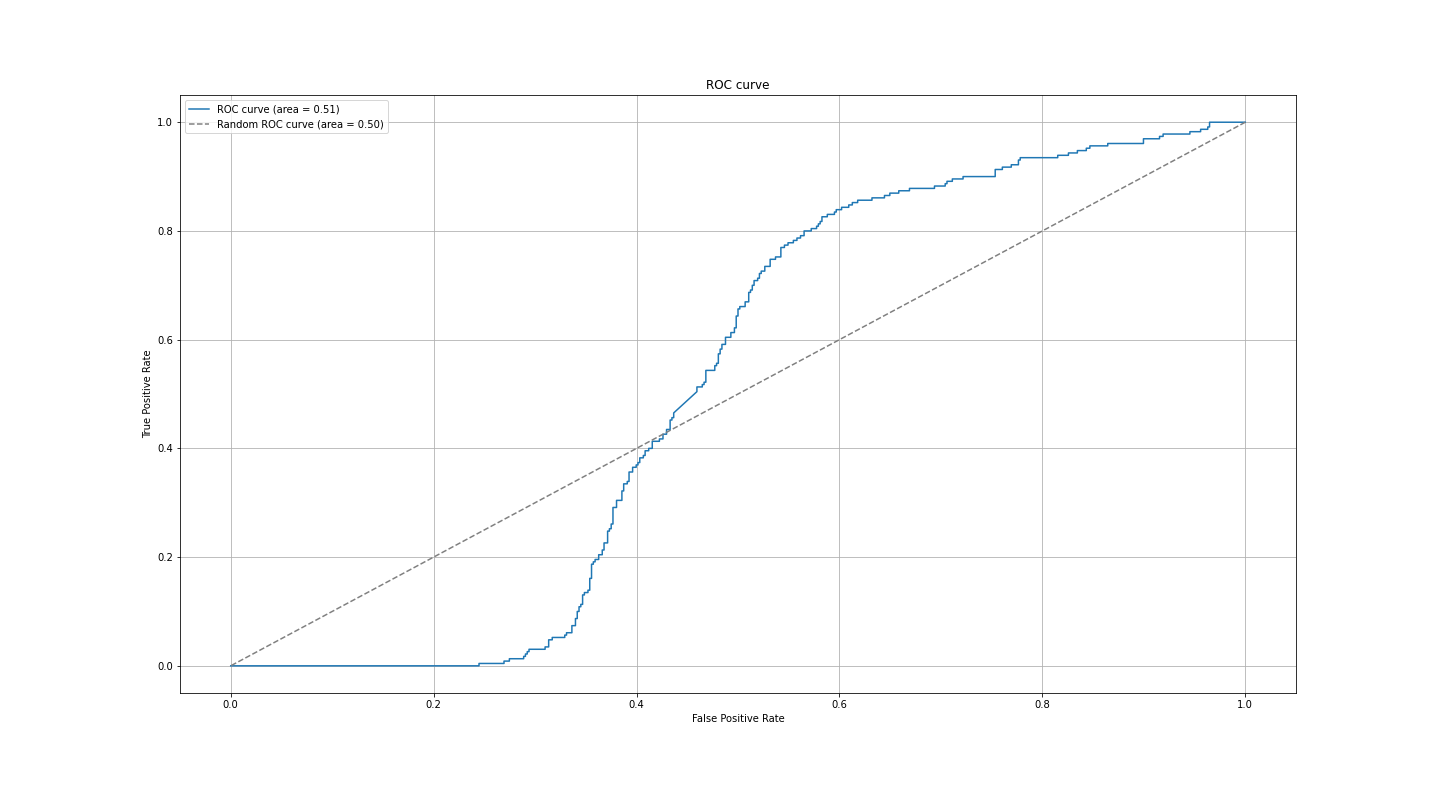 ROC curve
ROC curve (area = 0.51)
Random ROC curve (area = 0.50)
1.0
0.8
0.6
0.4
0.2
0.0
True Positive Rate
0.0 0.2 0.4 0.6 0.8 1.0
False Positive Rate